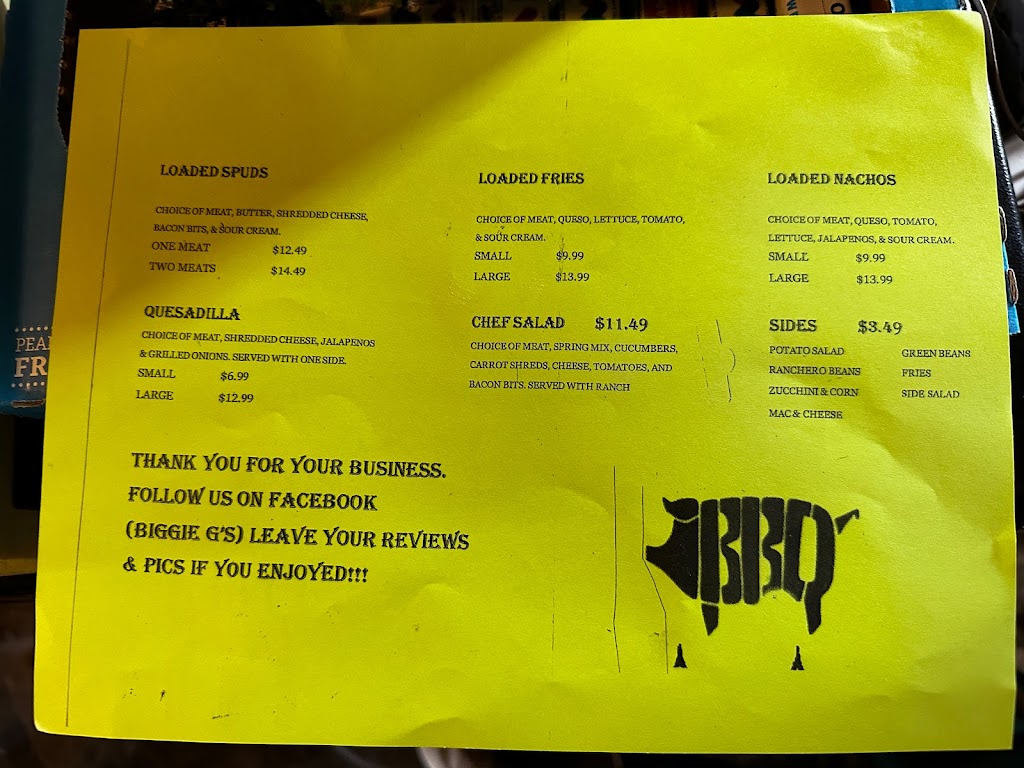 LOADED SPUDS
CHOICE OF MEAT, BUTTER, SHREDDED CHEESE,
BACON BITS, & SOUR CREAM.
ONE MEAT $12.49
TWO MEATS $14.49
LOADED FRIES
CHOICE OF MEAT, QUESO, LETTUCE, TOMATO,
& SOUR CREAM.
SMALL $9.99
LARGE $13.99
LOADED NACHOS
CHOICE OF MEAT, QUESO, TOMATO,
LETTUCE, JALAPENOS, & SOUR CREAM.
SMALL $9.99
LARGE $13.99
QUESADILLA
CHOICE OF MEAT, SHREDDED CHEESE, JALAPENOS
& GRILLED ONIONS. SERVED WITH ONE SIDE.
SMALL $6.99
LARGE $12.99
CHEF SALAD $11.49
CHOICE OF MEAT, SPRING MIX, CUCUMBERS,
CARROT SHREDS, CHEESE, TOMATOES, AND
BACON BITS. SERVED WITH RANCH
SIDES $3.49
POTATO SALAD GREEN BEANS
RANCHERO BEANS FRIES
ZUCCHINI & CORN SIDE SALAD
MAC & CHEESE
THANK YOU FOR YOUR BUSINESS.
FOLLOW US ON FACEBOOK
(BIGGIE G'S) LEAVE YOUR REVIEWS
& PICS IF YOU ENJOYED!!!
BBQ